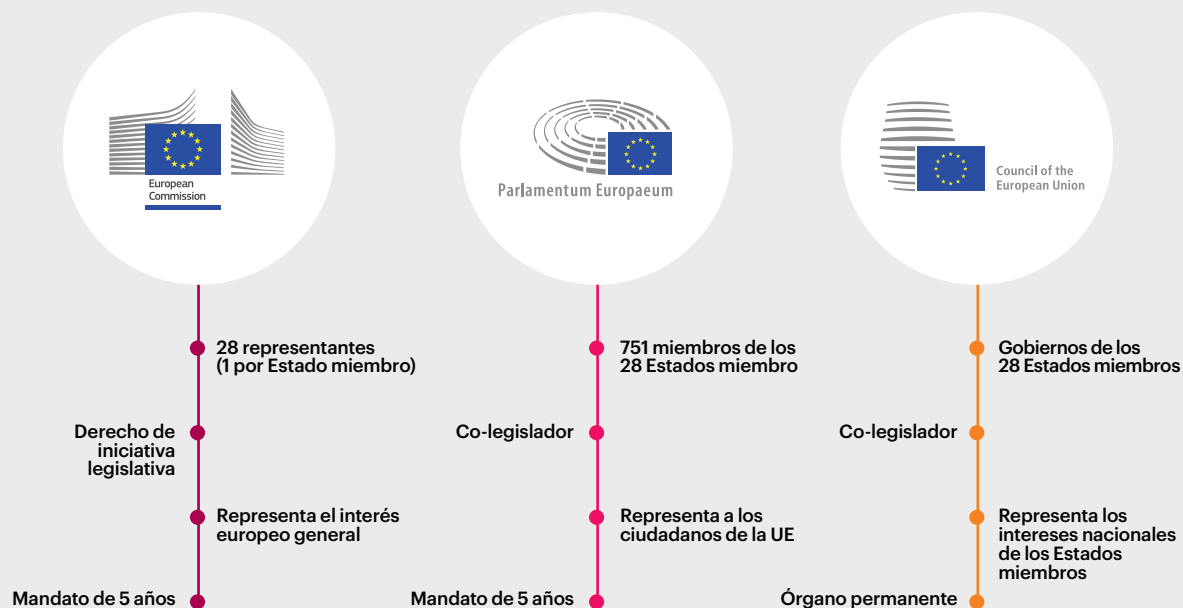 European
Commission
28 representantes
(1 por Estado miembro)
Derecho de
iniciativa
legislativa
Representa el interés
europeo general
Mandato de 5 años
Parlamentum Europaeum
751 miembros de los
28 Estados miembro
Co-legislador
Representa a los
ciudadanos de la UE
Mandato de 5 años
Council of the
European Union
Gobiernos de los
28 Estados miembros
Co-legislador
Representa los
intereses nacionales
de los Estados
miembros
Órgano permanente